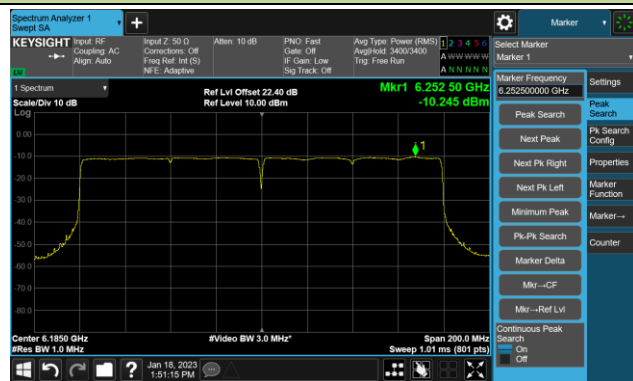 Spectrum Analyzer 1
Swept SA
Marker
KEYSIGHT
Input: RF
Coupling: AC
Align: Auto
Input Z: 50 Ω
Corrections: Off
Freq Ref: Int (S)
NFE: Adaptive
Atten: 10 dB
PNO: Fast
Gate: Off
IF Gain: Low
Sig Track: Off
Avg Type: Power (RMS)
Avg|Hold: 3400/3400
Trig: Free Run
1 2 3 4 5 6
A W W W W W
A N N N N N
LXI
Select Marker
Marker 1
1 Spectrum
Scale/Div 10 dB
Log
Ref Lvl Offset 22.40 dB
Ref Level 10.00 dBm
Mkr1 6.252 50 GHz
-10.245 dBm
1
0.00
-10.0
-20.0
-30.0
-40.0
-50.0
-60.0
-70.0
-80.0
Center 6.1850 GHz
#Res BW 1.0 MHz
#Video BW 3.0 MHz*
Span 200.0 MHz
Sweep 1.01 ms (801 pts)
Marker Frequency
6.252500000 GHz
Peak Search
Next Peak
Next Pk Right
Next Pk Left
Minimum Peak
Pk-Pk Search
Marker Delta
Mkr→CF
Mkr→Ref Lvl
Continuous Peak
Search
On
Off
Settings
Peak
Search
Pk Search
Config
Properties
Marker
Function
Marker→
Counter
Jan 18, 2023
1:51:15 PM